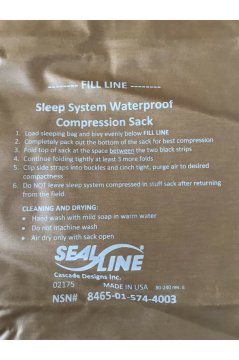 -------- FILL LINE --------
Sleep System Waterproof
Compression Sack
1. Load sleeping bag and bivy evenly below FILL LINE
2. Completely pack out the bottom of the sack for best compression
3. Fold top of sack at the space between the two black strips
4. Continue folding tightly at least 3 more folds
5. Clip side straps into buckles and cinch tight, purge air to desired
compactness
6. Do NOT leave sleep system compressed in stuff sack after returning
from the field.
CLEANING AND DRYING:
• Hand wash with mild soap in warm water
• Do not machine wash
• Air dry only with sack open
SEAL
LINE
Cascade Designs Inc.
02175 MADE IN USA 80-240 rev. b
NSN# 8465-01-574-4003